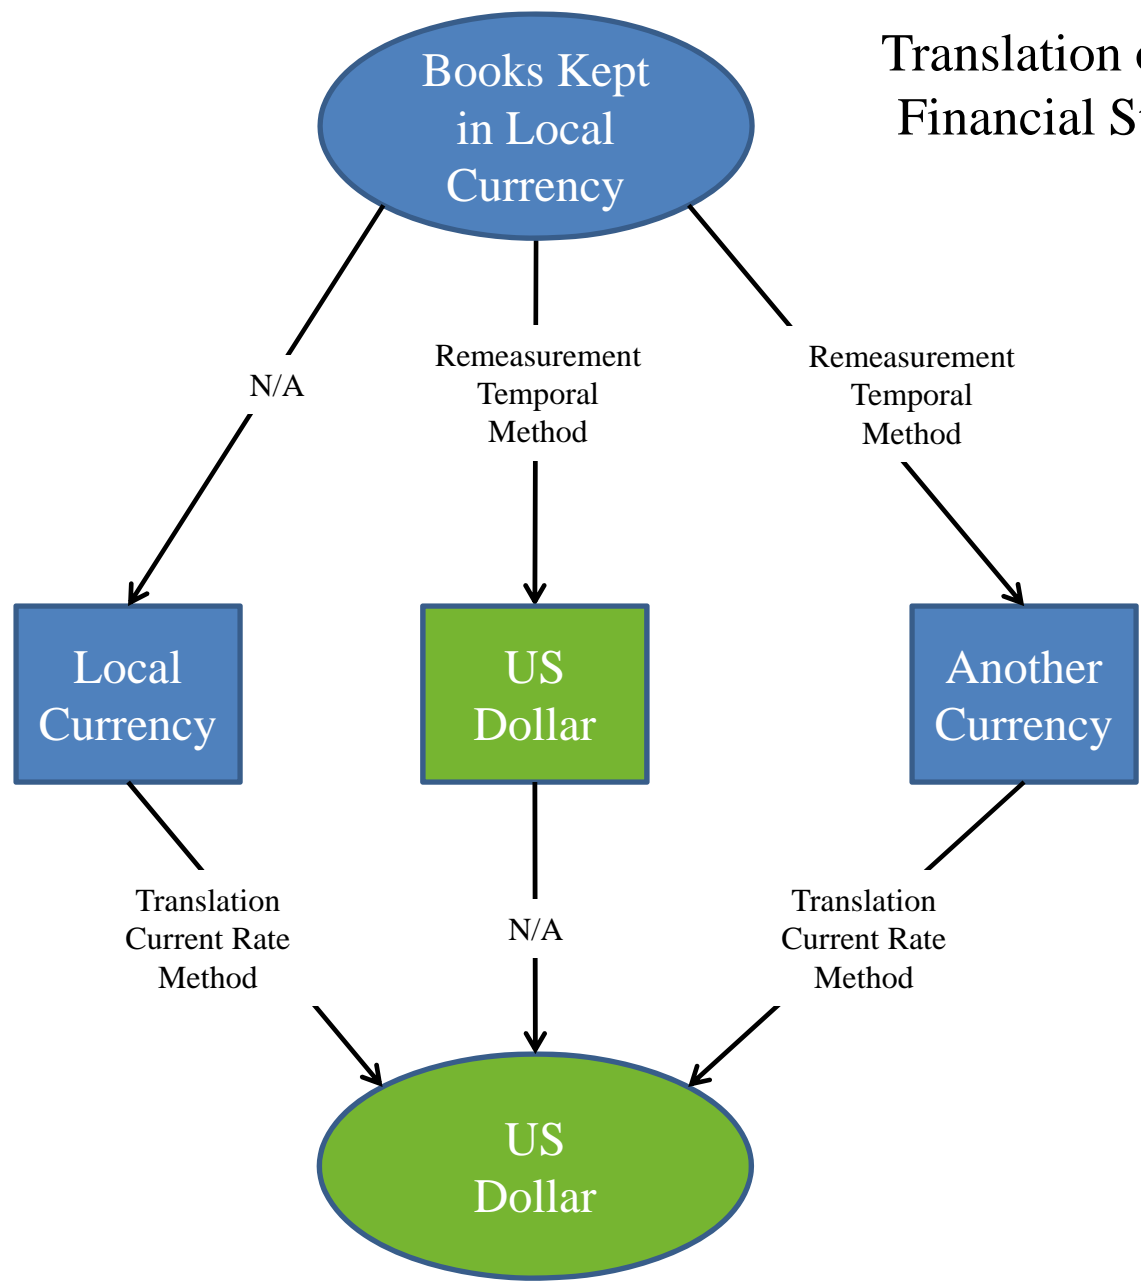 Translation
Financial
Books Kept
in Local
Currency
N/A
Remeasurement
Temporal
Method
Remeasurement
Temporal
Method
Local
Currency
US
Dollar
Another
Currency
Translation
Current Rate
Method
N/A
Translation
Current Rate
Method
US
Dollar